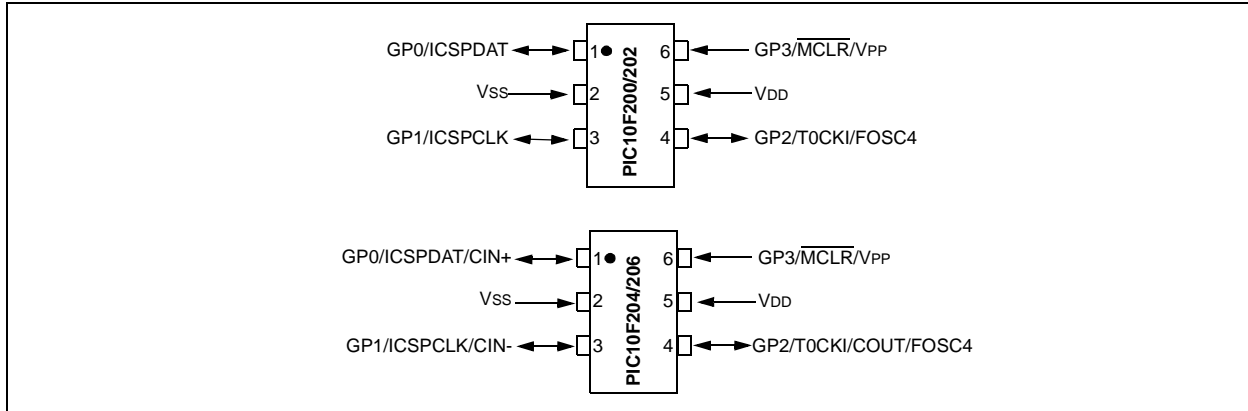 GP0/ICSPDAT 1 6 GP3/MCLR/VPP
VSS 2 5 VDD
GP1/ICSPCLK 3 4 GP2/T0CKI/FOSC4
PIC10F200/202
GP0/ICSPDAT/CIN+ 1 6 GP3/MCLR/VPP
VSS 2 5 VDD
GP1/ICSPCLK/CIN- 3 4 GP2/T0CKI/COUT/FOSC4
PIC10F204/206